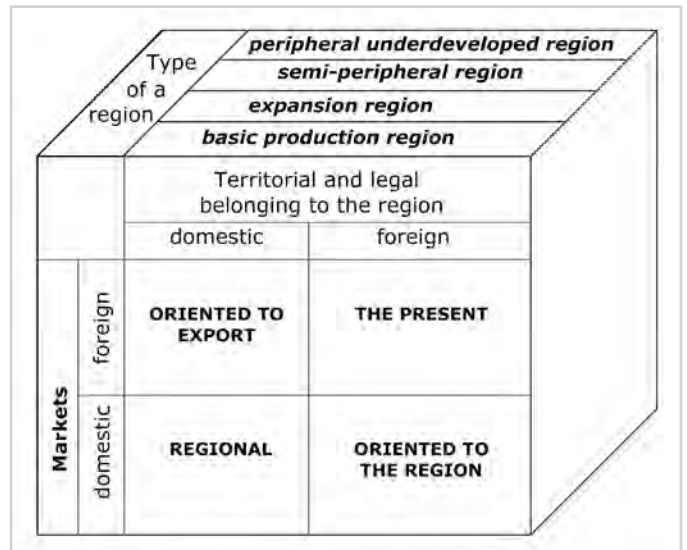 Type
of a
region
peripheral underdeveloped region
semi-peripheral region
expansion region
basic production region
Territorial and legal
belonging to the region
domestic
foreign
Markets
foreign
ORIENTED TO
EXPORT
THE PRESENT
domestic
REGIONAL
ORIENTED TO
THE REGION